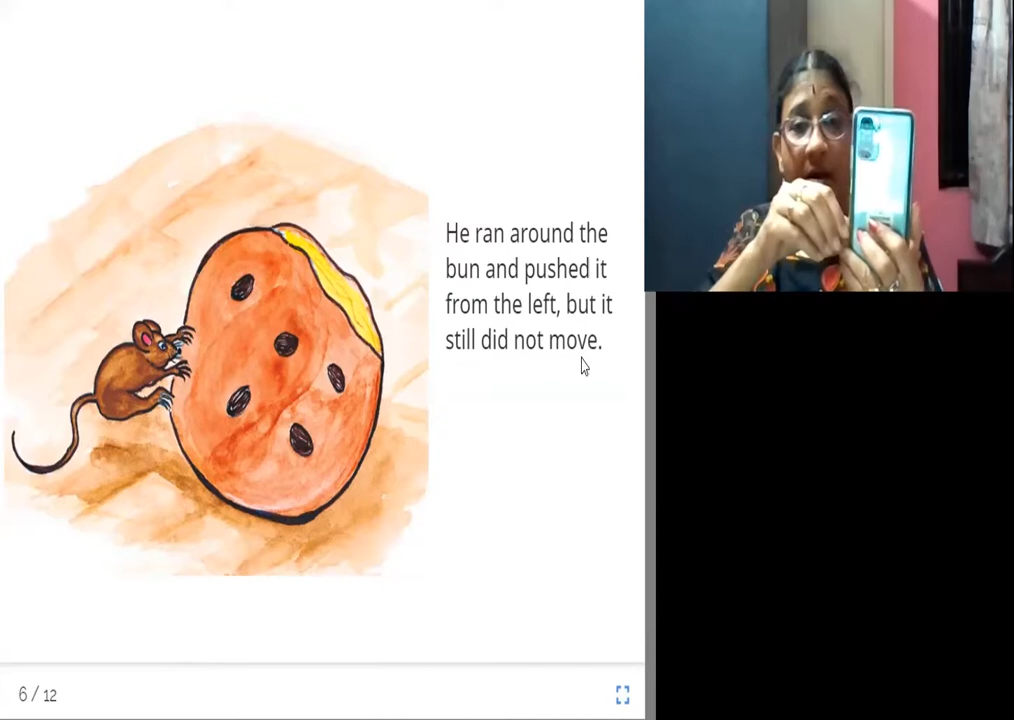 He ran around the
bun and pushed it
from the left, but it
still did not move.
6 / 12